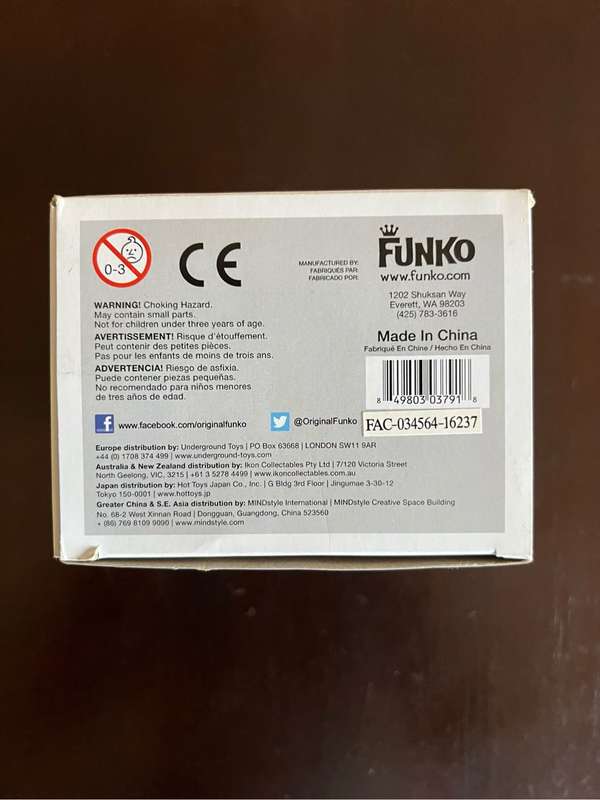 0-3
CE
MANUFACTURED BY:
FABRIQUÉS PAR:
FABRICADO POR:
FUNKO
www.funko.com
1202 Shuksan Way
Everett, WA 98203
(425) 783-3616
Made In China
Fabriqué En Chine / Hecho En China
WARNING! Choking Hazard.
May contain small parts.
Not for children under three years of age.
AVERTISSEMENT! Risque d'étouffement.
Peut contenir des petites pièces.
Pas pour les enfants de moins de trois ans.
ADVERTENCIA! Riesgo de asfixia.
Puede contener piezas pequeñas.
No recomendado para niños menores
de tres años de edad.
8 49803 03791 8
f www.facebook.com/originalfunko
@OriginalFunko
FAC-034564-16237
Europe distribution by: Underground Toys | PO Box 63668 | LONDON SW11 9AR
+44 (0) 1708 374 499 | www.underground-toys.com
Australia & New Zealand distribution by: Ikon Collectables Pty Ltd | 7/120 Victoria Street
North Geelong, VIC, 3215 | +61 3 5278 4499 | www.ikoncollectables.com.au
Japan distribution by: Hot Toys Japan Co., Inc. | G Bldg 3rd Floor | Jingumae 3-30-12
Tokyo 150-0001 | www.hottoys.jp
Greater China & S.E. Asia distribution by: MINDstyle International | MINDstyle Creative Space Building
No. 68-2 West Xinnan Road | Dongguan, Guangdong, China 523560
+ (86) 769 8109 9090 | www.mindstyle.com